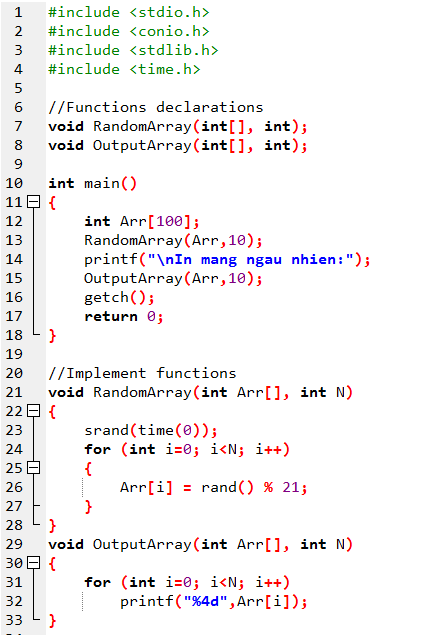 1 #include <stdio.h>
2 #include <conio.h>
3 #include <stdlib.h>
4 #include <time.h>
5
6 //Functions declarations
7 void RandomArray(int[], int);
8 void OutputArray(int[], int);
9
10 int main()
11 {
12 int Arr[100];
13 RandomArray(Arr,10);
14 printf("\nIn mang ngau nhien:");
15 OutputArray(Arr,10);
16 getch();
17 return 0;
18 }
19
20 //Implement functions
21 void RandomArray(int Arr[], int N)
22 {
23 srand(time(0));
24 for (int i=0; i<N; i++)
25 {
26 Arr[i] = rand() % 21;
27 }
28 }
29 void OutputArray(int Arr[], int N)
30 {
31 for (int i=0; i<N; i++)
32 printf("%4d",Arr[i]);
33 }